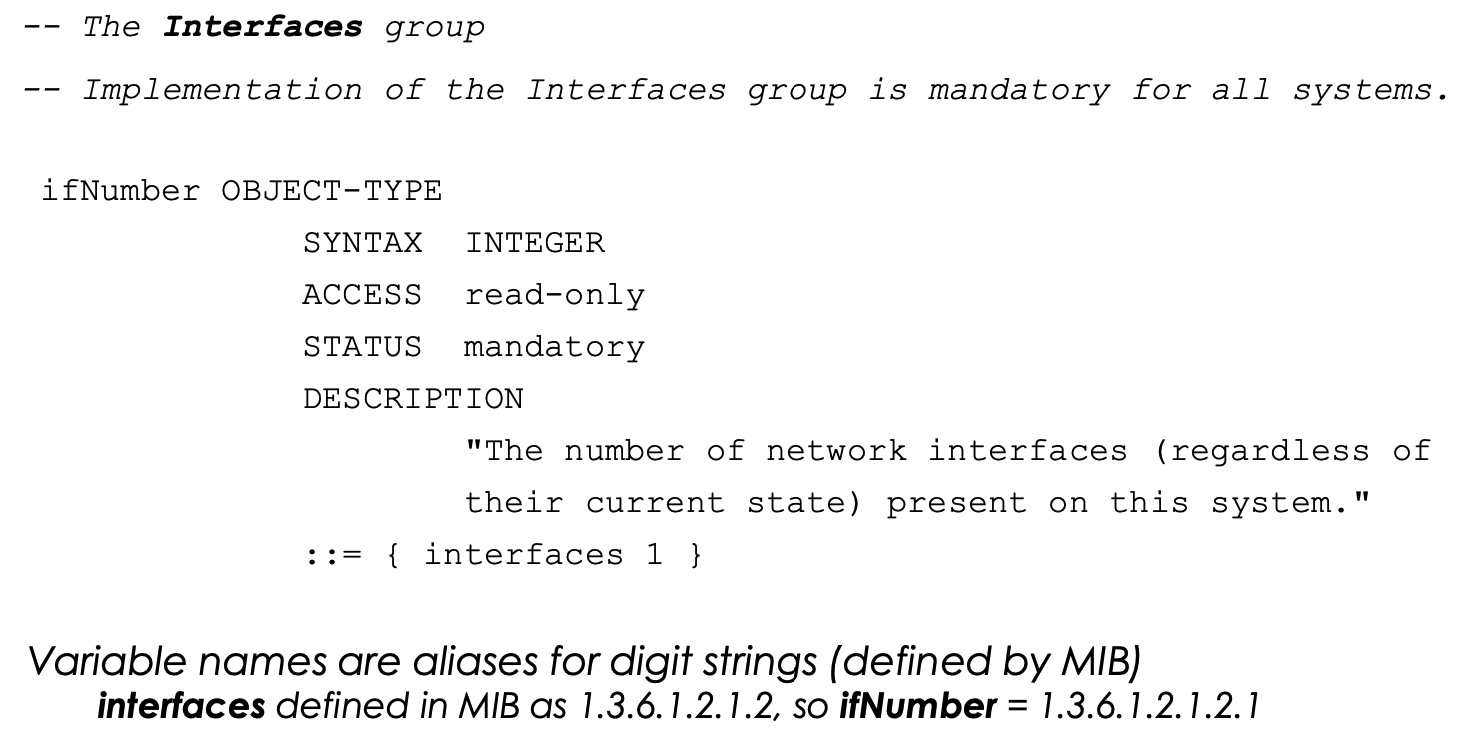 -- The Interfaces group
-- Implementation of the Interfaces group is mandatory for all systems.
ifNumber OBJECT-TYPE
SYNTAX INTEGER
ACCESS read-only
STATUS mandatory
DESCRIPTION
"The number of network interfaces (regardless of
their current state) present on this system."
::= { interfaces 1 }
Variable names are aliases for digit strings (defined by MIB)
interfaces defined in MIB as 1.3.6.1.2.1.2, so ifNumber = 1.3.6.1.2.1.2.1